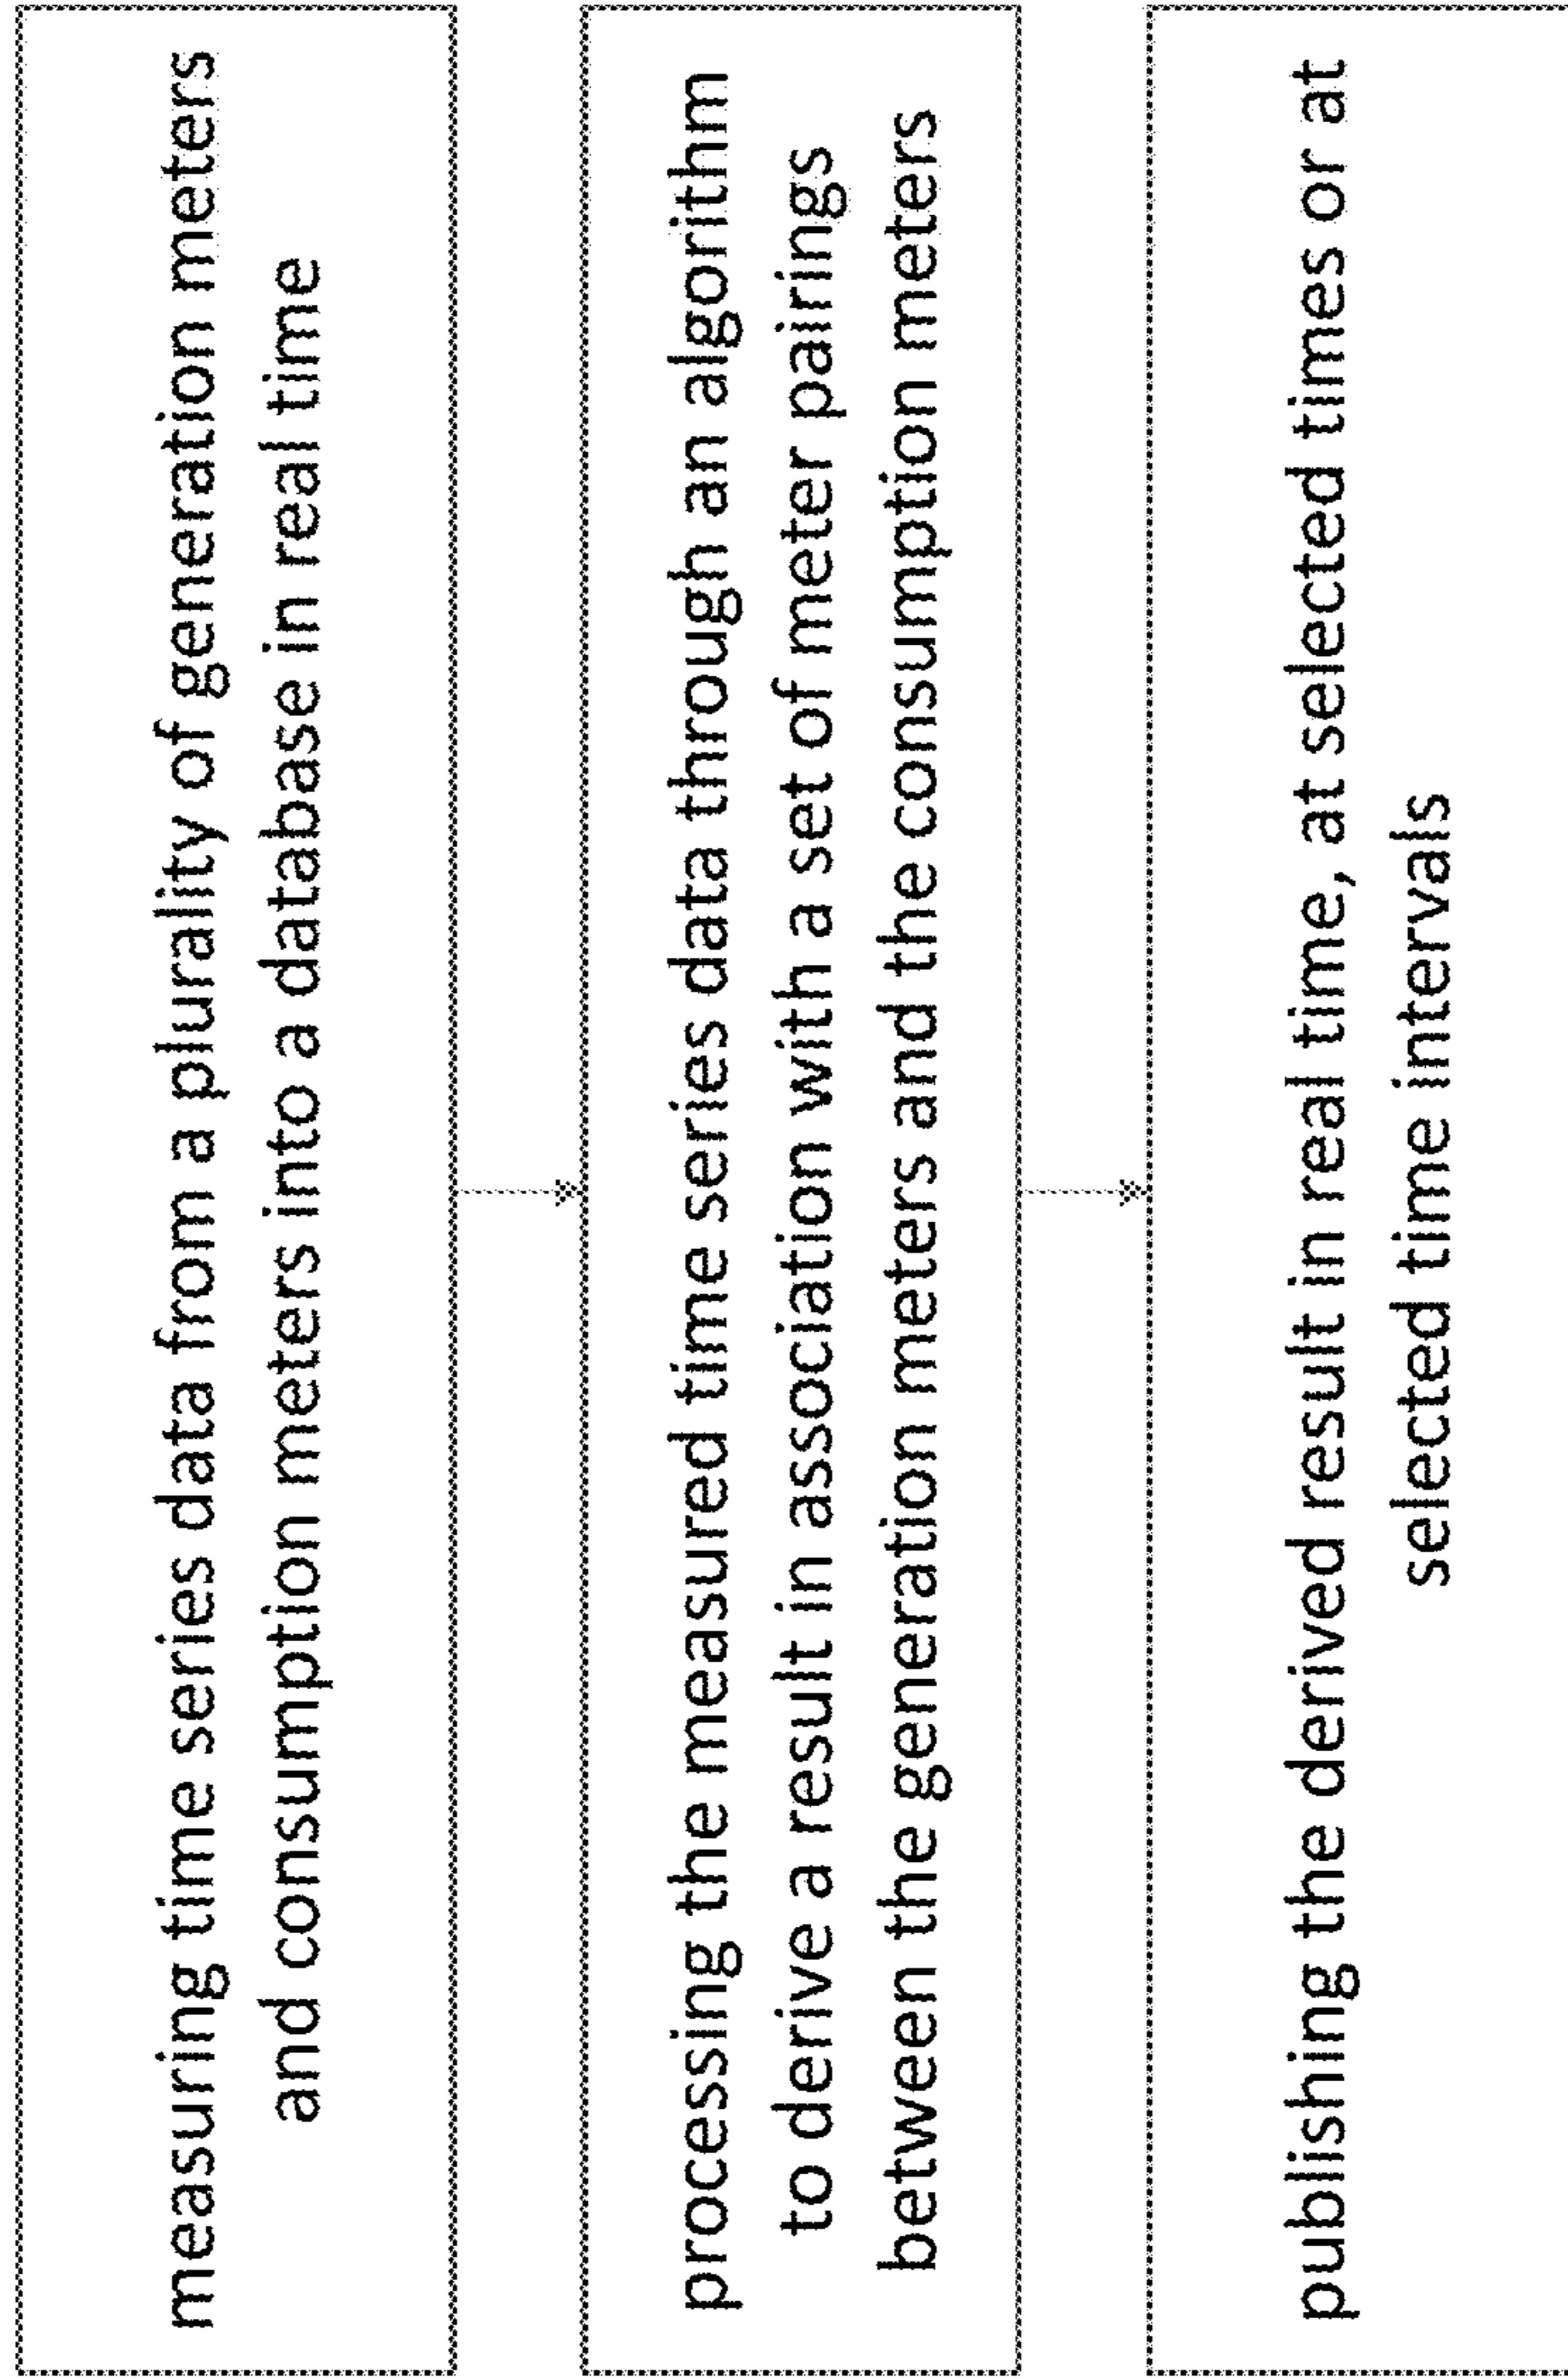 measuring time series data from a plurality of generation meters
and consumption meters into a database in real time
processing the measured time series data through an algorithm
to derive a result in association with a set of meter pairings
between the generation meters and the consumption meters
publishing the derived result in real time, at selected times or at
selected time intervals